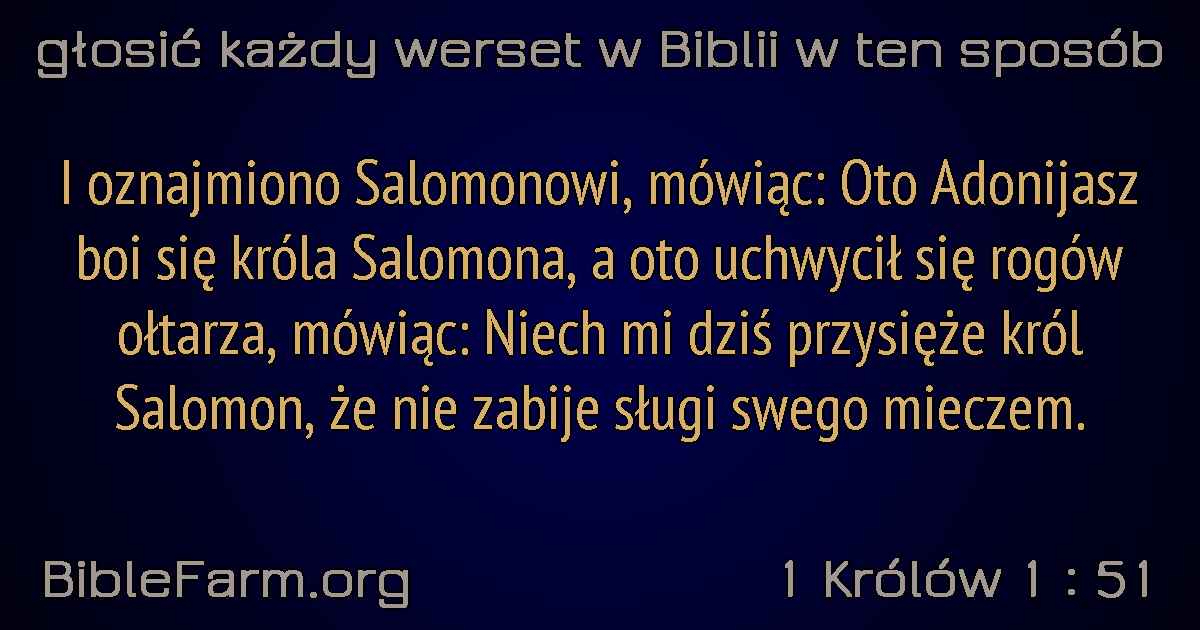 głosić każdy werset w Biblii w ten sposób
I oznajmiono Salomonowi, mówiąc: Oto Adonijasz
boi się króla Salomona, a oto uchwycił się rogów
ołtarza, mówiąc: Niech mi dziś przysięże król
Salomon, że nie zabije sługi swego mieczem.
BibleFarm.org
1 Królów 1 : 51